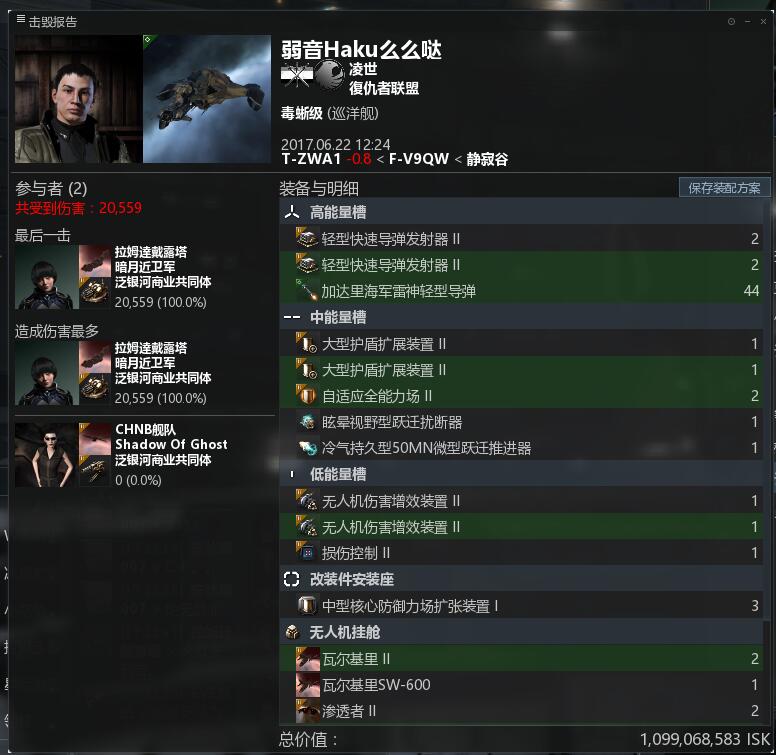 击毁报告
弱音Haku么么哒
凌世
復仇者联盟
毒蜥级 (巡洋舰)
2017.06.22 12:24
T-ZWA1 -0.8 < F-V9QW < 静寂谷
参与者 (2)
共受到伤害：20,559
最后一击
拉姆達戴露塔
暗月近卫军
泛银河商业共同体
20,559 (100.0%)
造成伤害最多
拉姆達戴露塔
暗月近卫军
泛银河商业共同体
20,559 (100.0%)
CHNB舰队
Shadow Of Ghost
泛银河商业共同体
0 (0.0%)
装备与明细
保存装配方案
高能量槽
轻型快速导弹发射器 II 2
轻型快速导弹发射器 II 2
加达里海军雷神轻型导弹 44
中能量槽
大型护盾扩展装置 II 1
大型护盾扩展装置 II 1
自适应全能力场 II 2
眩晕视野型跃迁扰断器 1
冷气持久型50MN微型跃迁推进器 1
低能量槽
无人机伤害增效装置 II 1
无人机伤害增效装置 II 1
损伤控制 II 1
改装件安装座
中型核心防御力场扩张装置 I 3
无人机挂舱
瓦尔基里 II 2
瓦尔基里SW-600 1
渗透者 II 2
总价值： 1,099,068,583 ISK